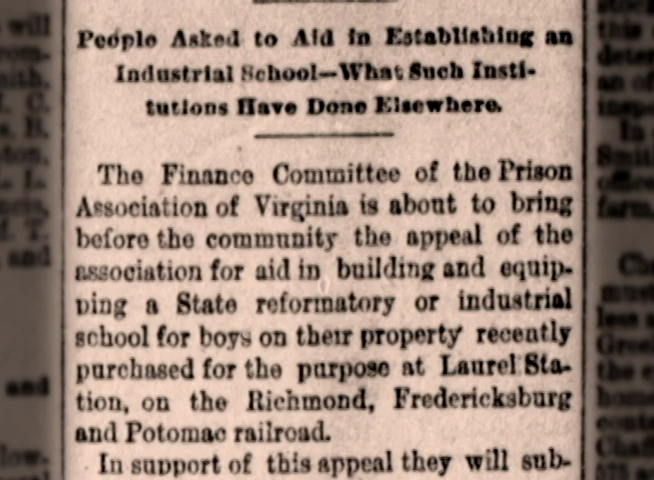 People Asked to Aid in Establishing an
Industrial School—What Such Insti-
tutions Have Done Elsewhere.
The Finance Committee of the Prison
Association of Virginia is about to bring
before the community the appeal of the
association for aid in building and equip-
ping a State reformatory or industrial
school for boys on their property recently
purchased for the purpose at Laurel Sta-
tion, on the Richmond, Fredericksburg
and Potomac railroad.
In support of this appeal they will sub-